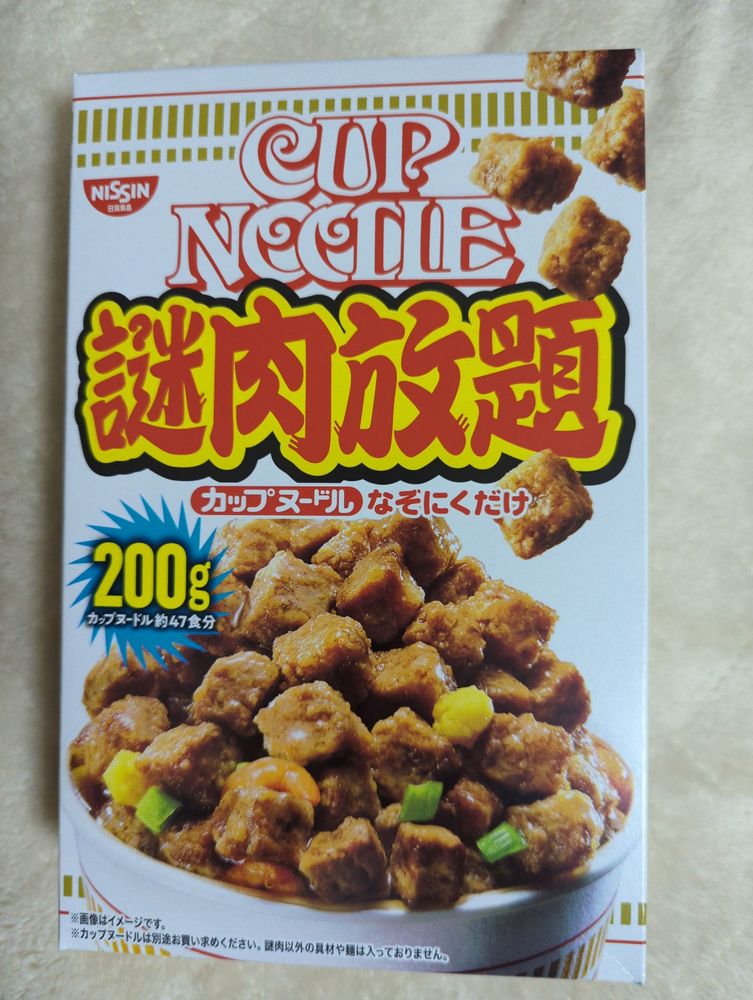 CUP
NOODLE
NISSIN
日清食品
謎肉放題
カップヌードル なぞにくだけ
200g
カップヌードル約47食分
※画像はイメージです。
※カップヌードルは別途お買い求めください。謎肉以外の具材や麺は入っておりません。